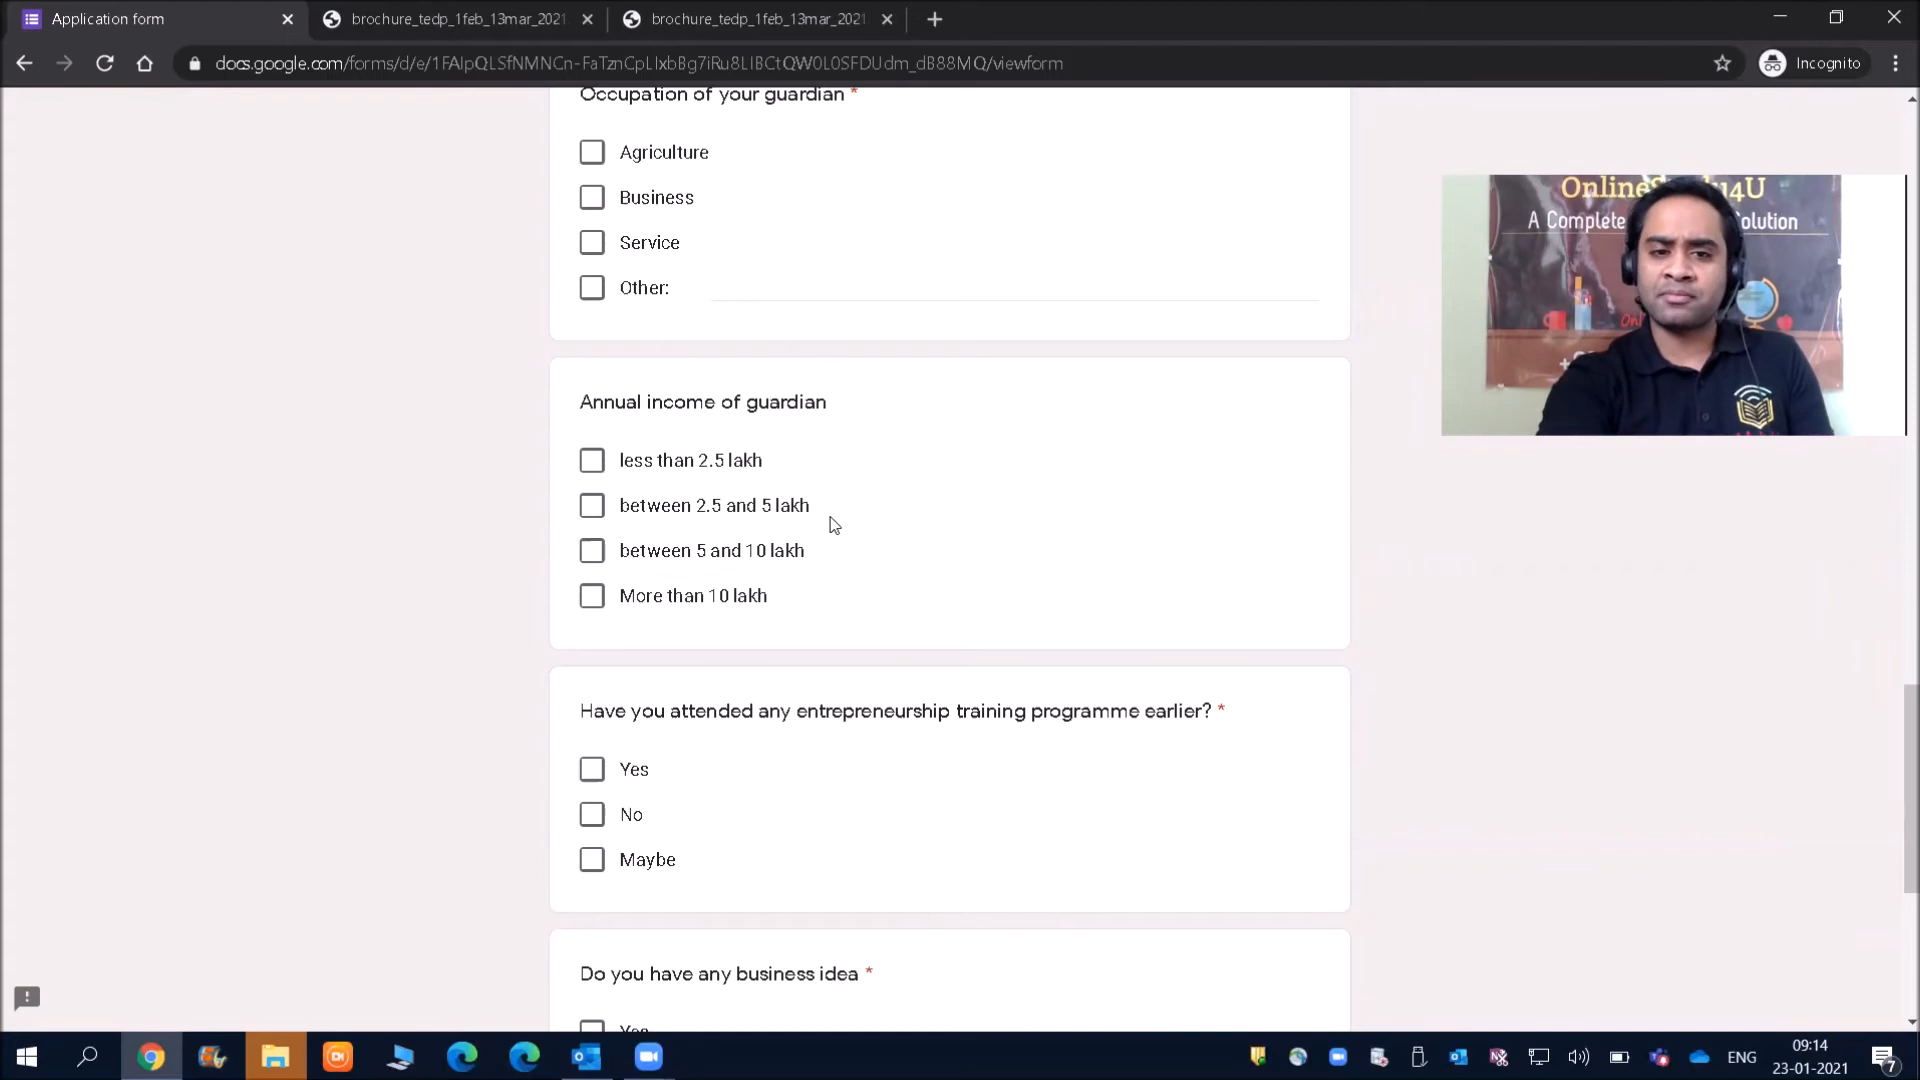 Application form
brochure_tedp_1feb_13mar_2021
brochure_tedp_1feb_13mar_2021
docs.google.com/forms/d/e/1FAIpQLSfNMNCn-FaTznCpLIxbBg7iRu8LIBCtQW0L0SFDUdm_dB88MQ/viewform
Incognito
Occupation of your guardian *
Agriculture
Business
Service
Other:
Annual income of guardian
less than 2.5 lakh
between 2.5 and 5 lakh
between 5 and 10 lakh
More than 10 lakh
Have you attended any entrepreneurship training programme earlier? *
Yes
No
Maybe
Do you have any business idea *
Yes
A Complete
ENG
09:14
23-01-2021
7